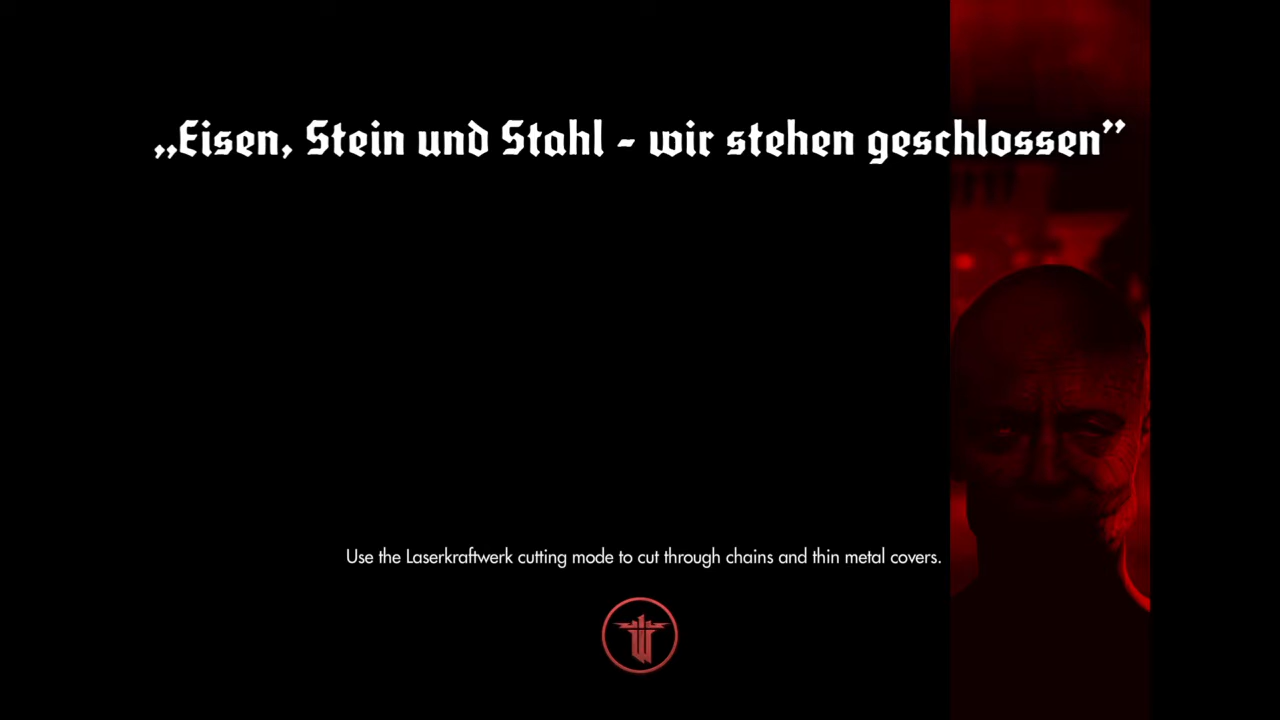 „Eisen, Stein und Stahl - wir stehen geschlossen”
Use the Laserkraftwerk cutting mode to cut through chains and thin metal covers.